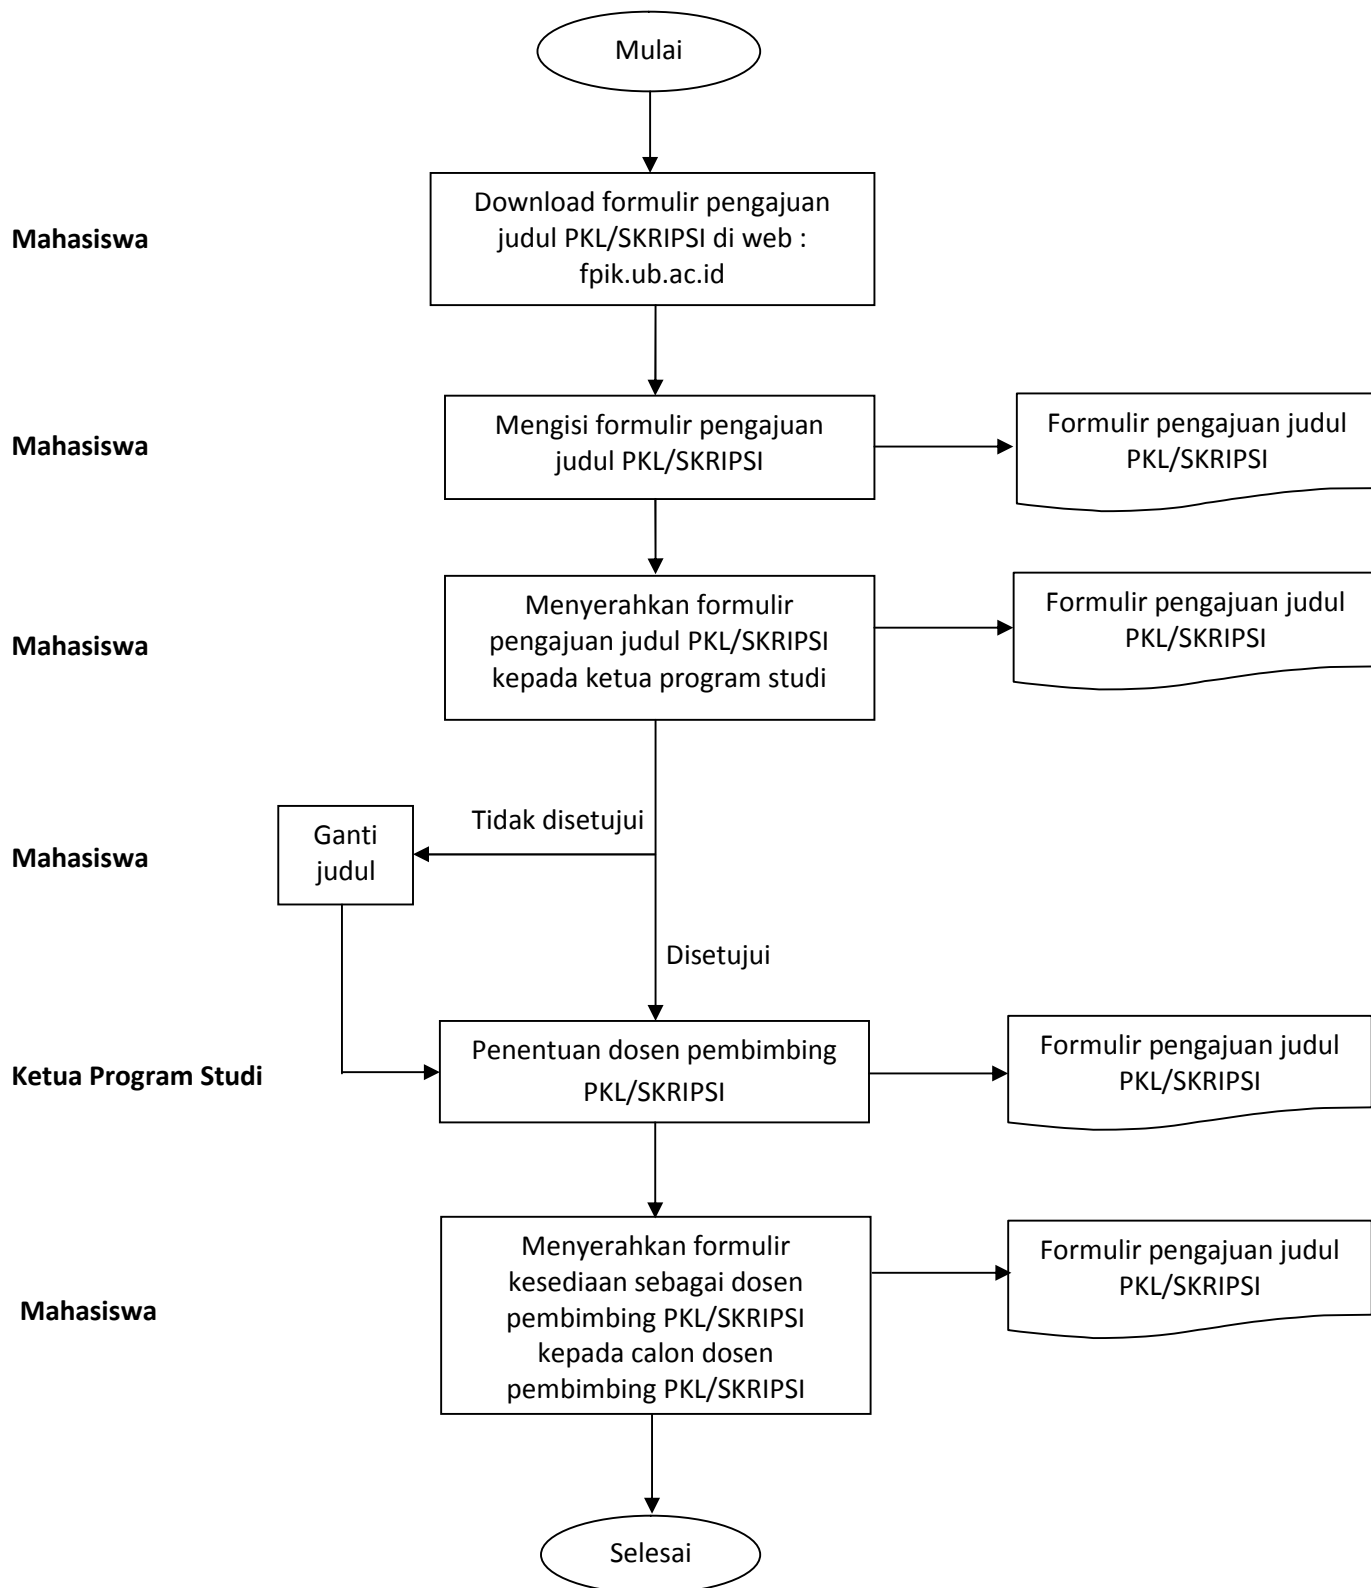 Mulai
Mahasiswa
Download formulir pengajuan
judul PKL/SKRIPSI di web :
fpik.ub.ac.id
Mahasiswa
Mengisi formulir pengajuan
judul PKL/SKRIPSI
Formulir pengajuan judul
PKL/SKRIPSI
Mahasiswa
Menyerahkan formulir
pengajuan judul PKL/SKRIPSI
kepada ketua program studi
Formulir pengajuan judul
PKL/SKRIPSI
Mahasiswa
Ganti
judul
Tidak disetujui
Disetujui
Ketua Program Studi
Penentuan dosen pembimbing
PKL/SKRIPSI
Formulir pengajuan judul
PKL/SKRIPSI
Mahasiswa
Menyerahkan formulir
kesediaan sebagai dosen
pembimbing PKL/SKRIPSI
kepada calon dosen
pembimbing PKL/SKRIPSI
Formulir pengajuan judul
PKL/SKRIPSI
Selesai